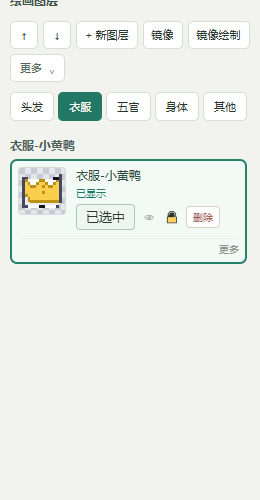 绘画图层
↑ ↓ + 新图层 镜像 镜像绘制
更多
头发 衣服 五官 身体 其他
衣服-小黄鸭
衣服-小黄鸭
已显示
已选中 删除
更多